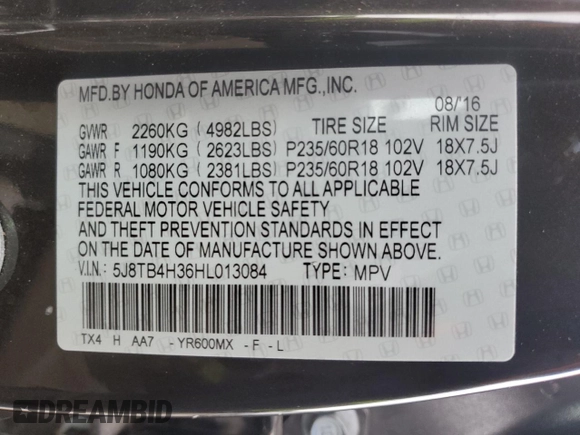 MFD.BY HONDA OF AMERICA MFG.,INC.
08/'16
GVWR 2260KG (4982LBS) TIRE SIZE RIM SIZE
GAWR F 1190KG (2623LBS) P235/60R18 102V 18X7.5J
GAWR R 1080KG (2381LBS) P235/60R18 102V 18X7.5J
THIS VEHICLE CONFORMS TO ALL APPLICABLE
FEDERAL MOTOR VEHICLE SAFETY
AND THEFT PREVENTION STANDARDS IN EFFECT
ON THE DATE OF MANUFACTURE SHOWN ABOVE.
V.I.N: 5J8TB4H36HL013084 TYPE: MPV
TX4 H AA7 -YR600MX -F -L
DREAMBID